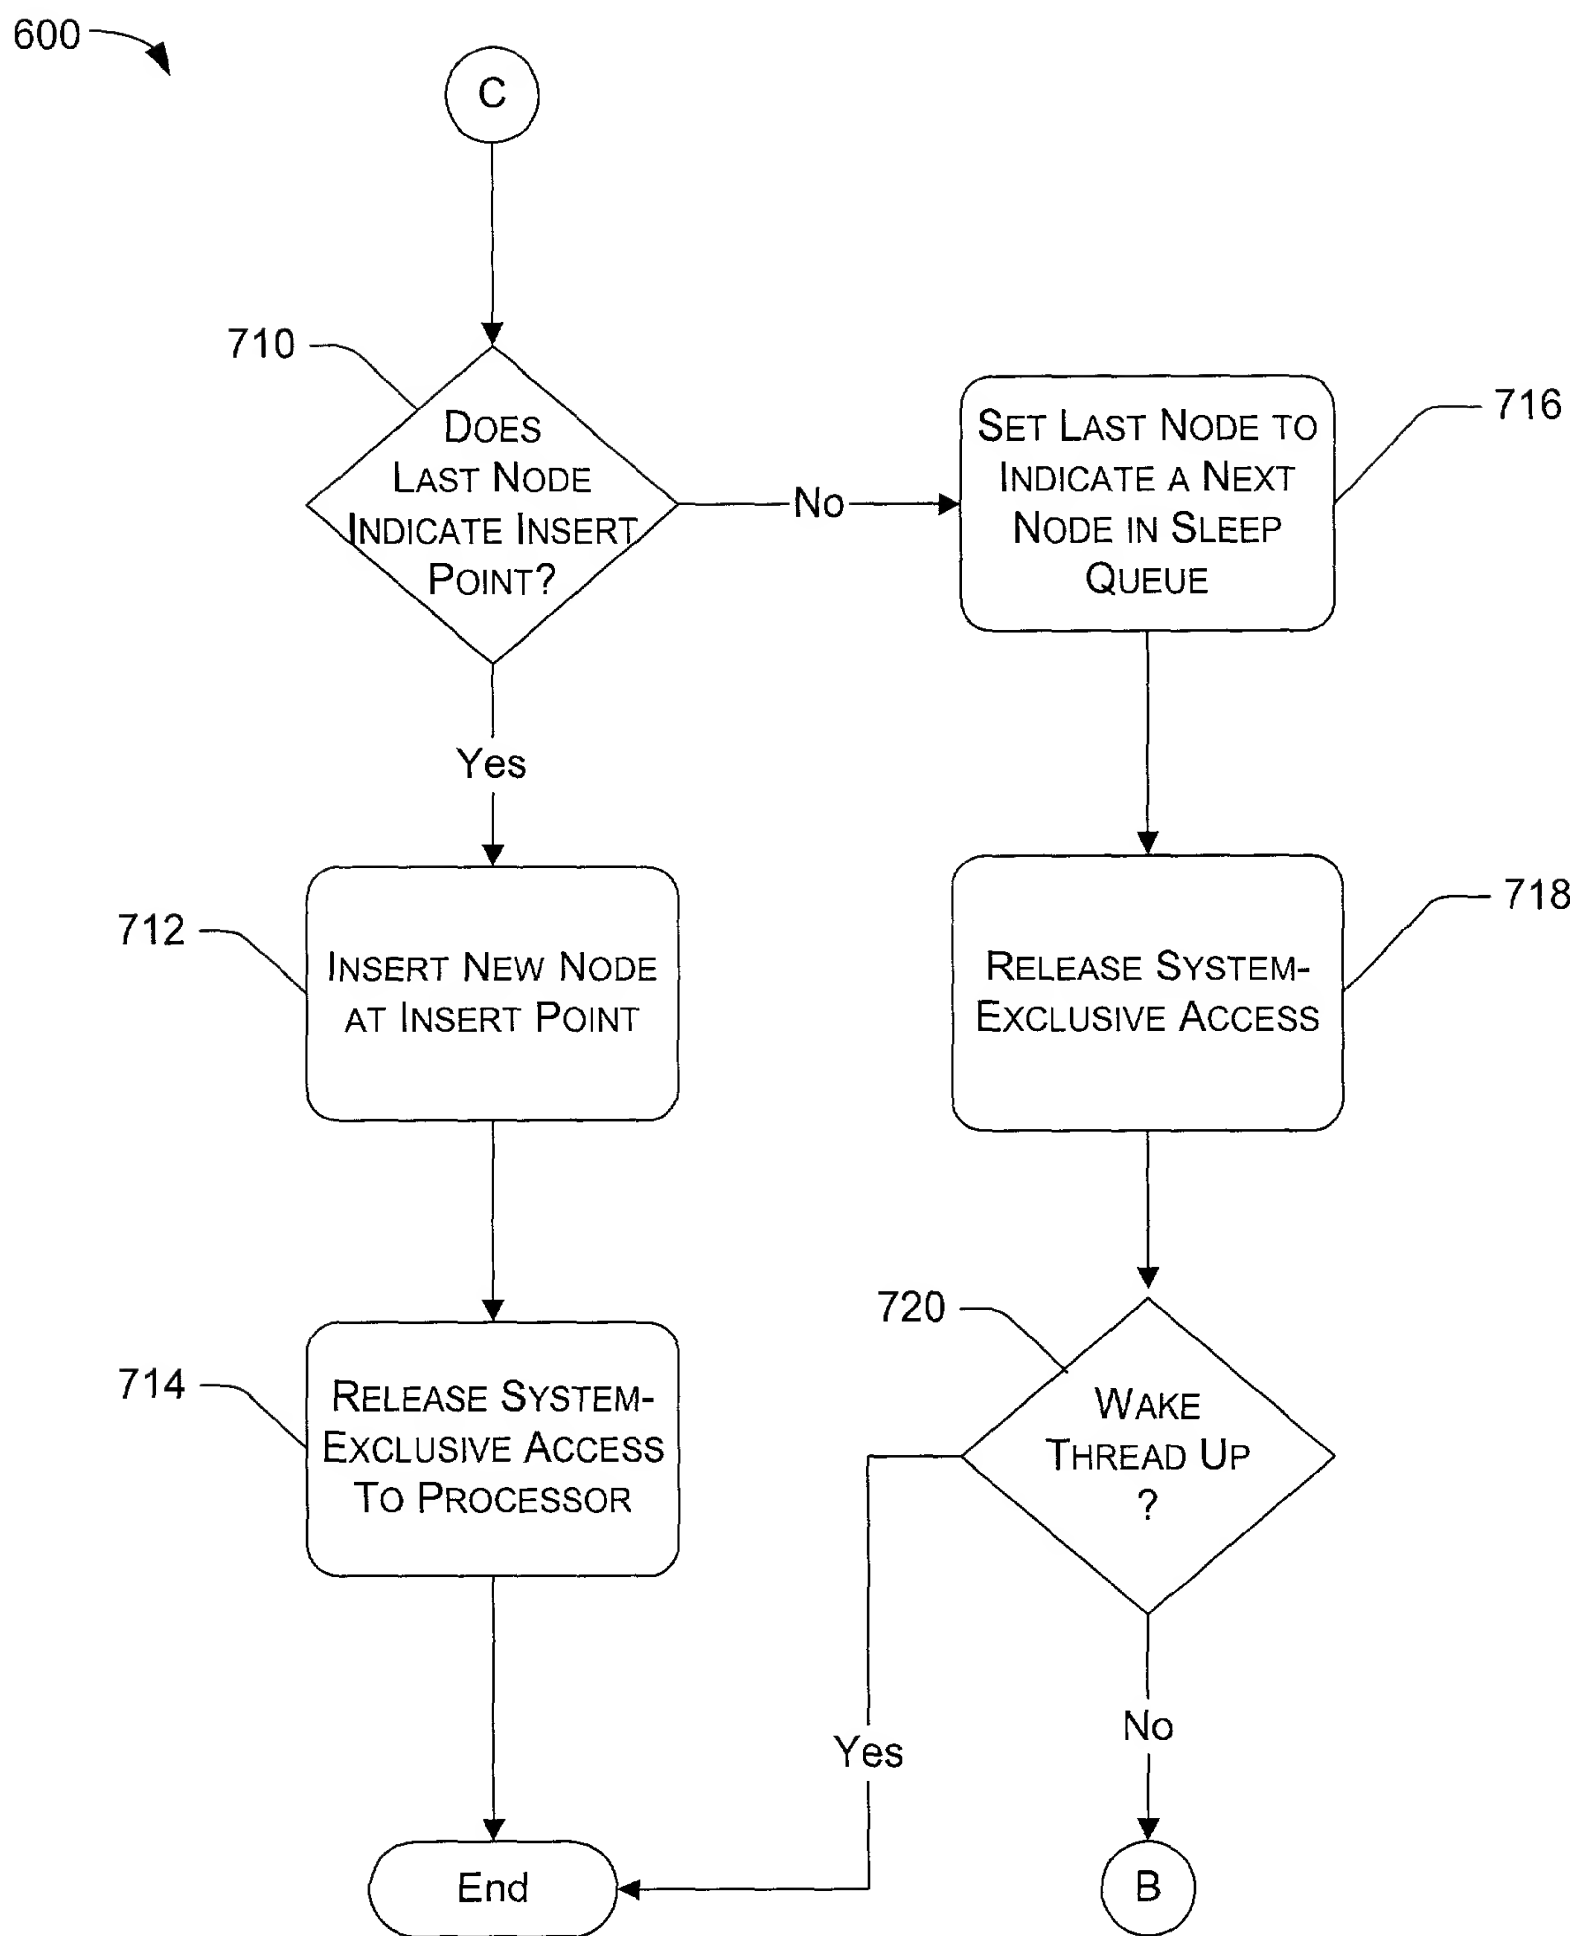 600
C
710
DOES
LAST NODE
INDICATE INSERT
POINT?
No
SET LAST NODE TO
INDICATE A NEXT
NODE IN SLEEP
QUEUE
716
Yes
712
INSERT NEW NODE
AT INSERT POINT
RELEASE SYSTEM-
EXCLUSIVE ACCESS
718
714
RELEASE SYSTEM-
EXCLUSIVE ACCESS
TO PROCESSOR
720
WAKE
THREAD UP
?
Yes
No
End
B